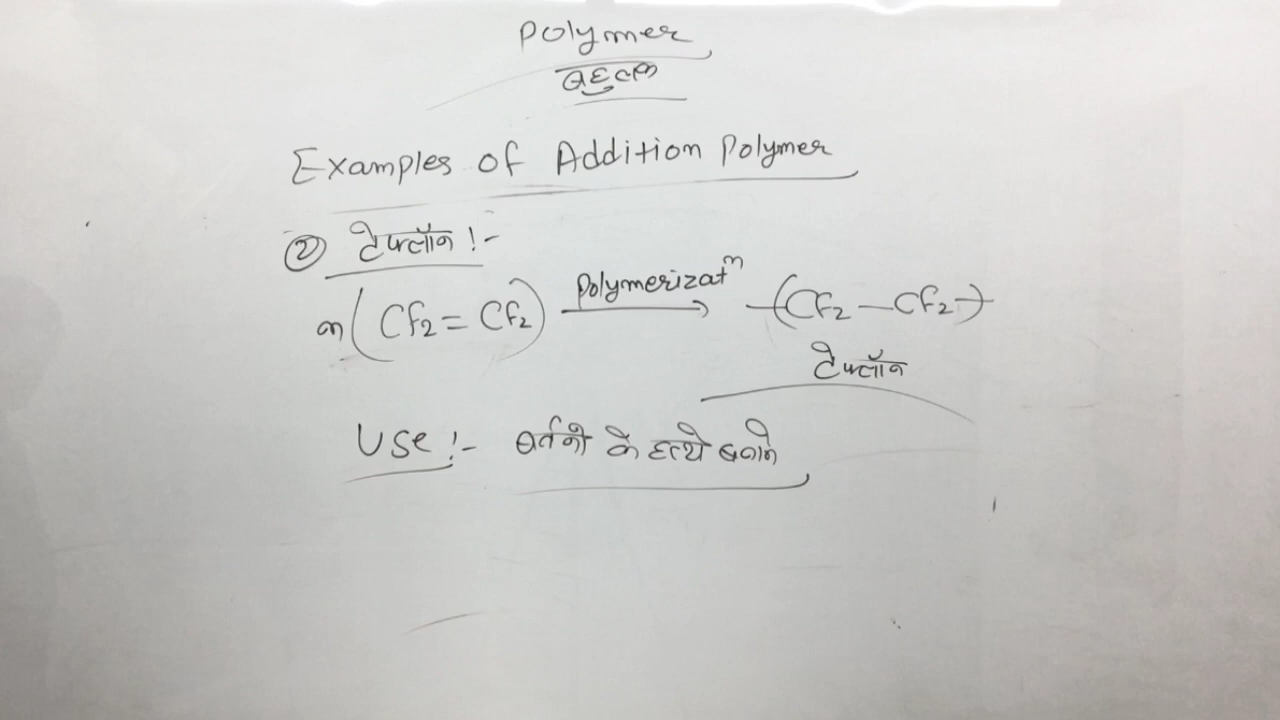 Polymer
बहुलक
Examples of Addition Polymer
② टेफ्लॉन :-
n(CF2 = CF2) Polymerizatn → -(CF2 - CF2-)-
टेफ्लॉन
Use :- बर्तनों के हत्थे बनाने